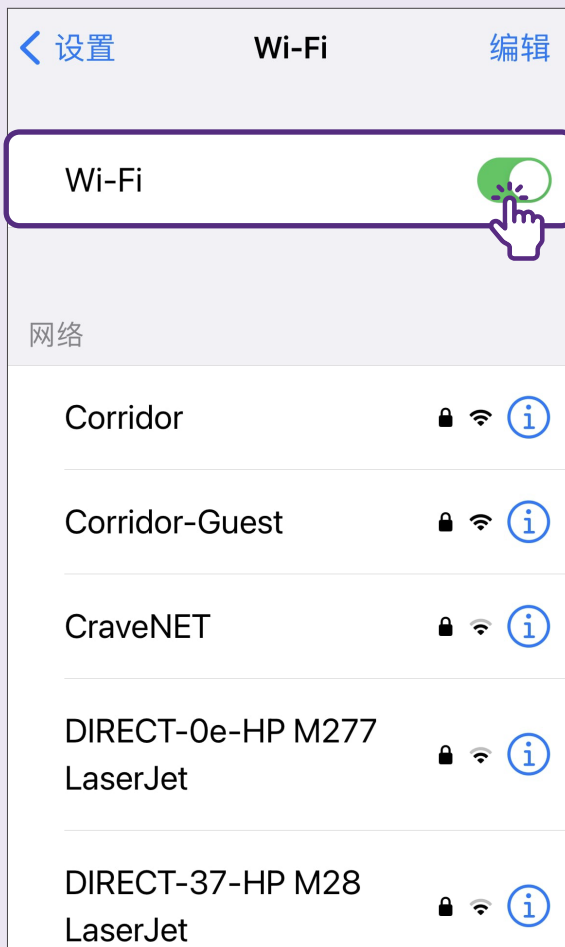 设置 Wi-Fi 编辑
Wi-Fi
网络
Corridor
Corridor-Guest
CraveNET
DIRECT-0e-HP M277
LaserJet
DIRECT-37-HP M28
LaserJet